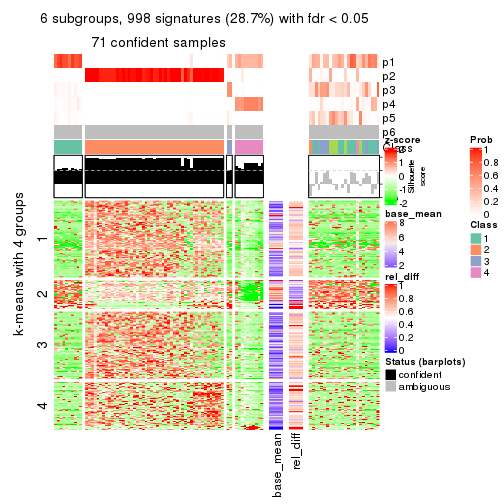 6 subgroups, 998 signatures (28.7%) with fdr < 0.05
71 confident samples
p1
p2
p3
p4
p5
p6
Class
z-score
2
1
0
-1
-2
Silhouette
score
Prob
1
0.8
0.6
0.4
0.2
0
base_mean
8
6
4
2
Class
1
2
3
4
rel_diff
1
0.8
0.6
0.4
0.2
0
Status (barplots)
confident
ambiguous
k-means with 4 groups
1
2
3
4
base_mean
rel_diff